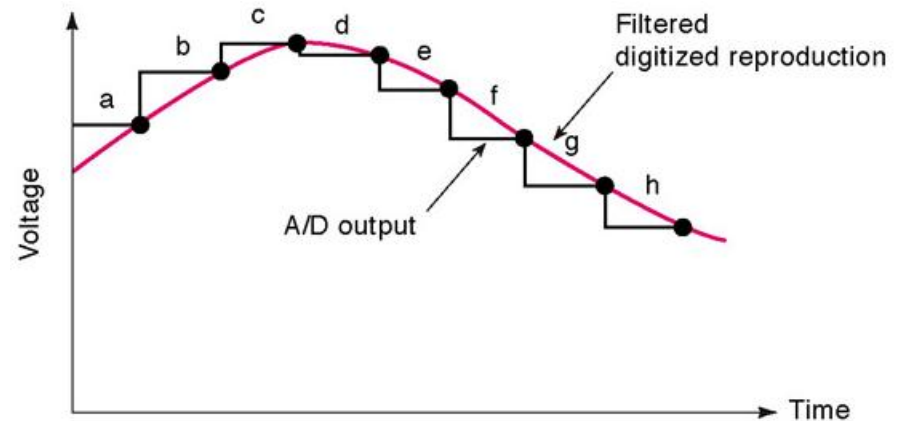 c
d
b
e
a
f
g
h
Filtered
digitized reproduction
A/D output
Voltage
Time